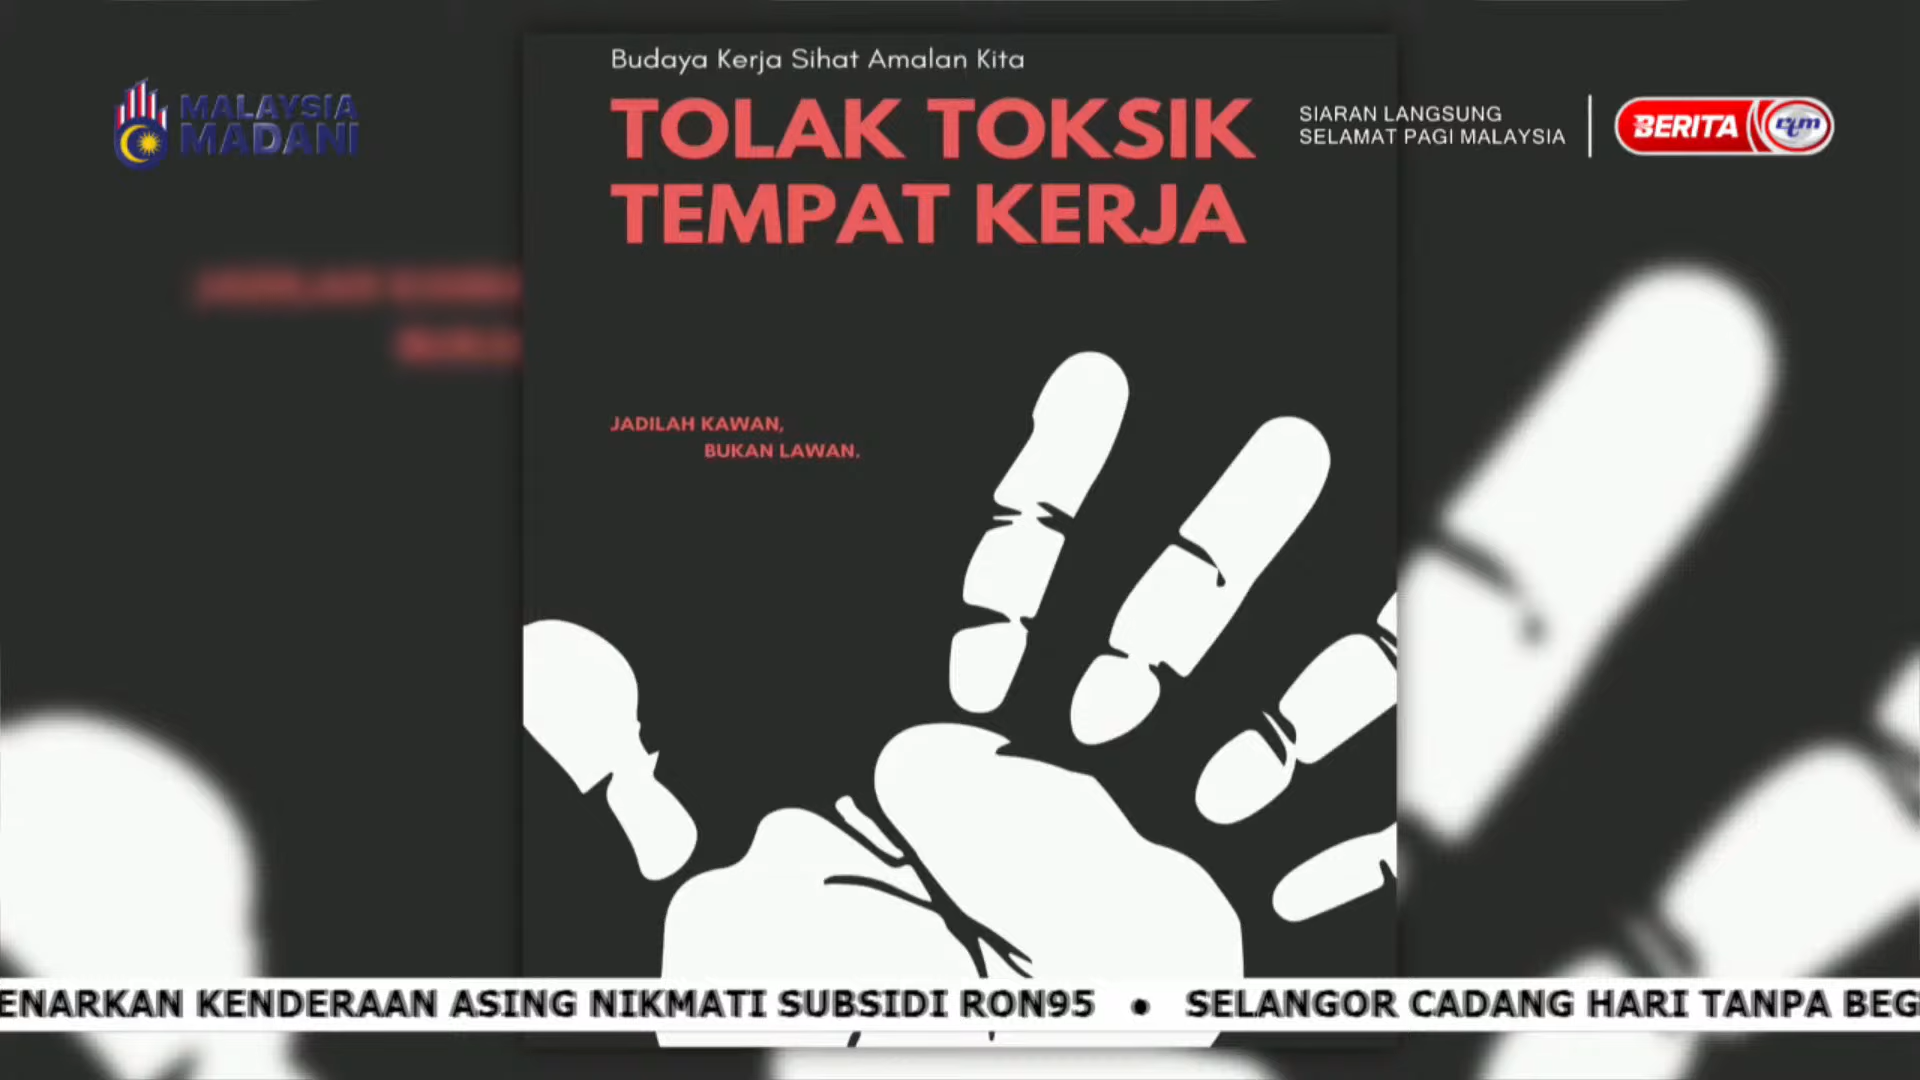 Budaya Kerja Sihat Amalan Kita
MALAYSIA
MADANI
TOLAK TOKSIK
TEMPAT KERJA
SIARAN LANGSUNG
SELAMAT PAGI MALAYSIA
BERITA rtm
JADILAH KAWAN,
BUKAN LAWAN.
ENARKAN KENDERAAN ASING NIKMATI SUBSIDI RON95 • SELANGOR CADANG HARI TANPA BEG